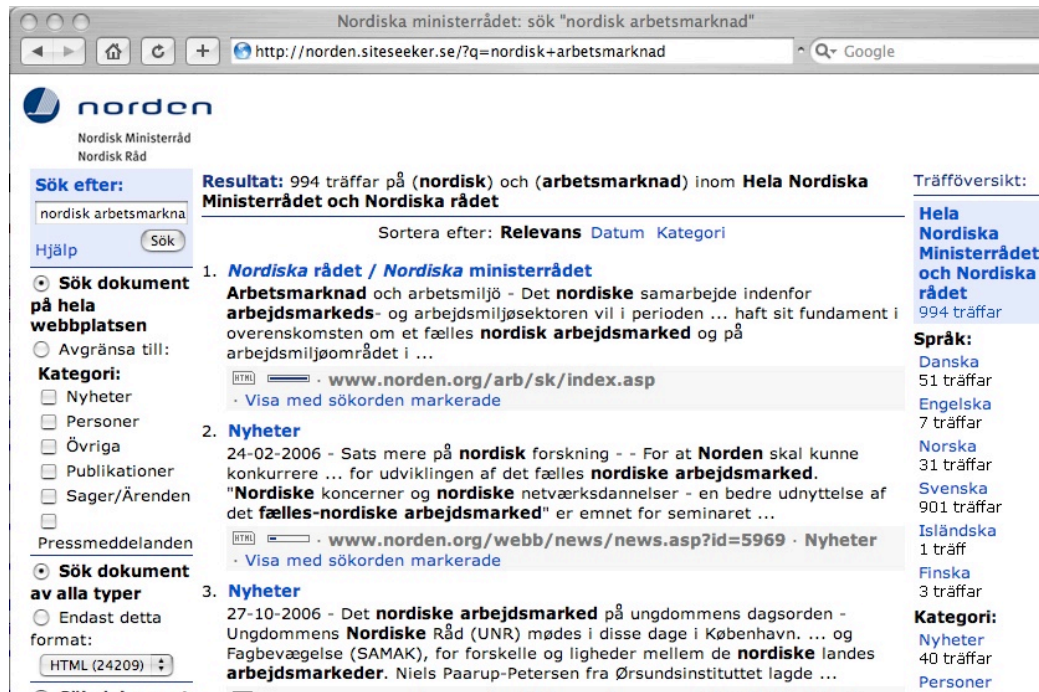 Nordiska ministerrådet: sök "nordisk arbetsmarknad"
http://norden.siteseeker.se/?q=nordisk+arbetsmarknad
Google
norden
Nordisk Ministerråd
Nordisk Råd
Sök efter:
nordisk arbetsmarkna
Hjälp
Sök
Sök dokument
på hela
webbplatsen
Avgränsa till:
Kategori:
Nyheter
Personer
Övriga
Publikationer
Sager/Ärenden
Pressmeddelanden
Sök dokument
av alla typer
Endast detta
format:
HTML (24209)
Resultat: 994 träffar på (nordisk) och (arbetsmarknad) inom Hela Nordiska
Ministerrådet och Nordiska rådet
Sortera efter: Relevans Datum Kategori
1. Nordiska rådet / Nordiska ministerrådet
Arbetsmarknad och arbetsmiljö - Det nordiske samarbejde indenfor
arbejdsmarkeds- og arbejdsmiljøsektoren vil i perioden ... haft sit fundament i
overenskomsten om et fælles nordisk arbejdsmarked og på
arbejdsmiljøområdet i ...
HTML · www.norden.org/arb/sk/index.asp
· Visa med sökorden markerade
2. Nyheter
24-02-2006 - Sats mere på nordisk forskning - - For at Norden skal kunne
konkurrere ... for udviklingen af det fælles nordiske arbejdsmarked.
"Nordiske koncerner og nordiske netværksdannelser - en bedre udnyttelse af
det fælles-nordiske arbejdsmarked" er emnet for seminaret ...
HTML · www.norden.org/webb/news/news.asp?id=5969 · Nyheter
· Visa med sökorden markerade
3. Nyheter
27-10-2006 - Det nordiske arbejdsmarked på ungdommens dagsorden -
Ungdommens Nordiske Råd (UNR) mødes i disse dage i København. ... og
Fagbevægelse (SAMAK), for forskelle og ligheder mellem de nordiske landes
arbejdsmarkeder. Niels Paarup-Petersen fra Ørsundsinstituttet lagde ...
Träfföversikt:
Hela
Nordiska
Ministerrådet
och Nordiska
rådet
994 träffar
Språk:
Danska
51 träffar
Engelska
7 träffar
Norska
31 träffar
Svenska
901 träffar
Isländska
1 träff
Finska
3 träffar
Kategori:
Nyheter
40 träffar
Personer